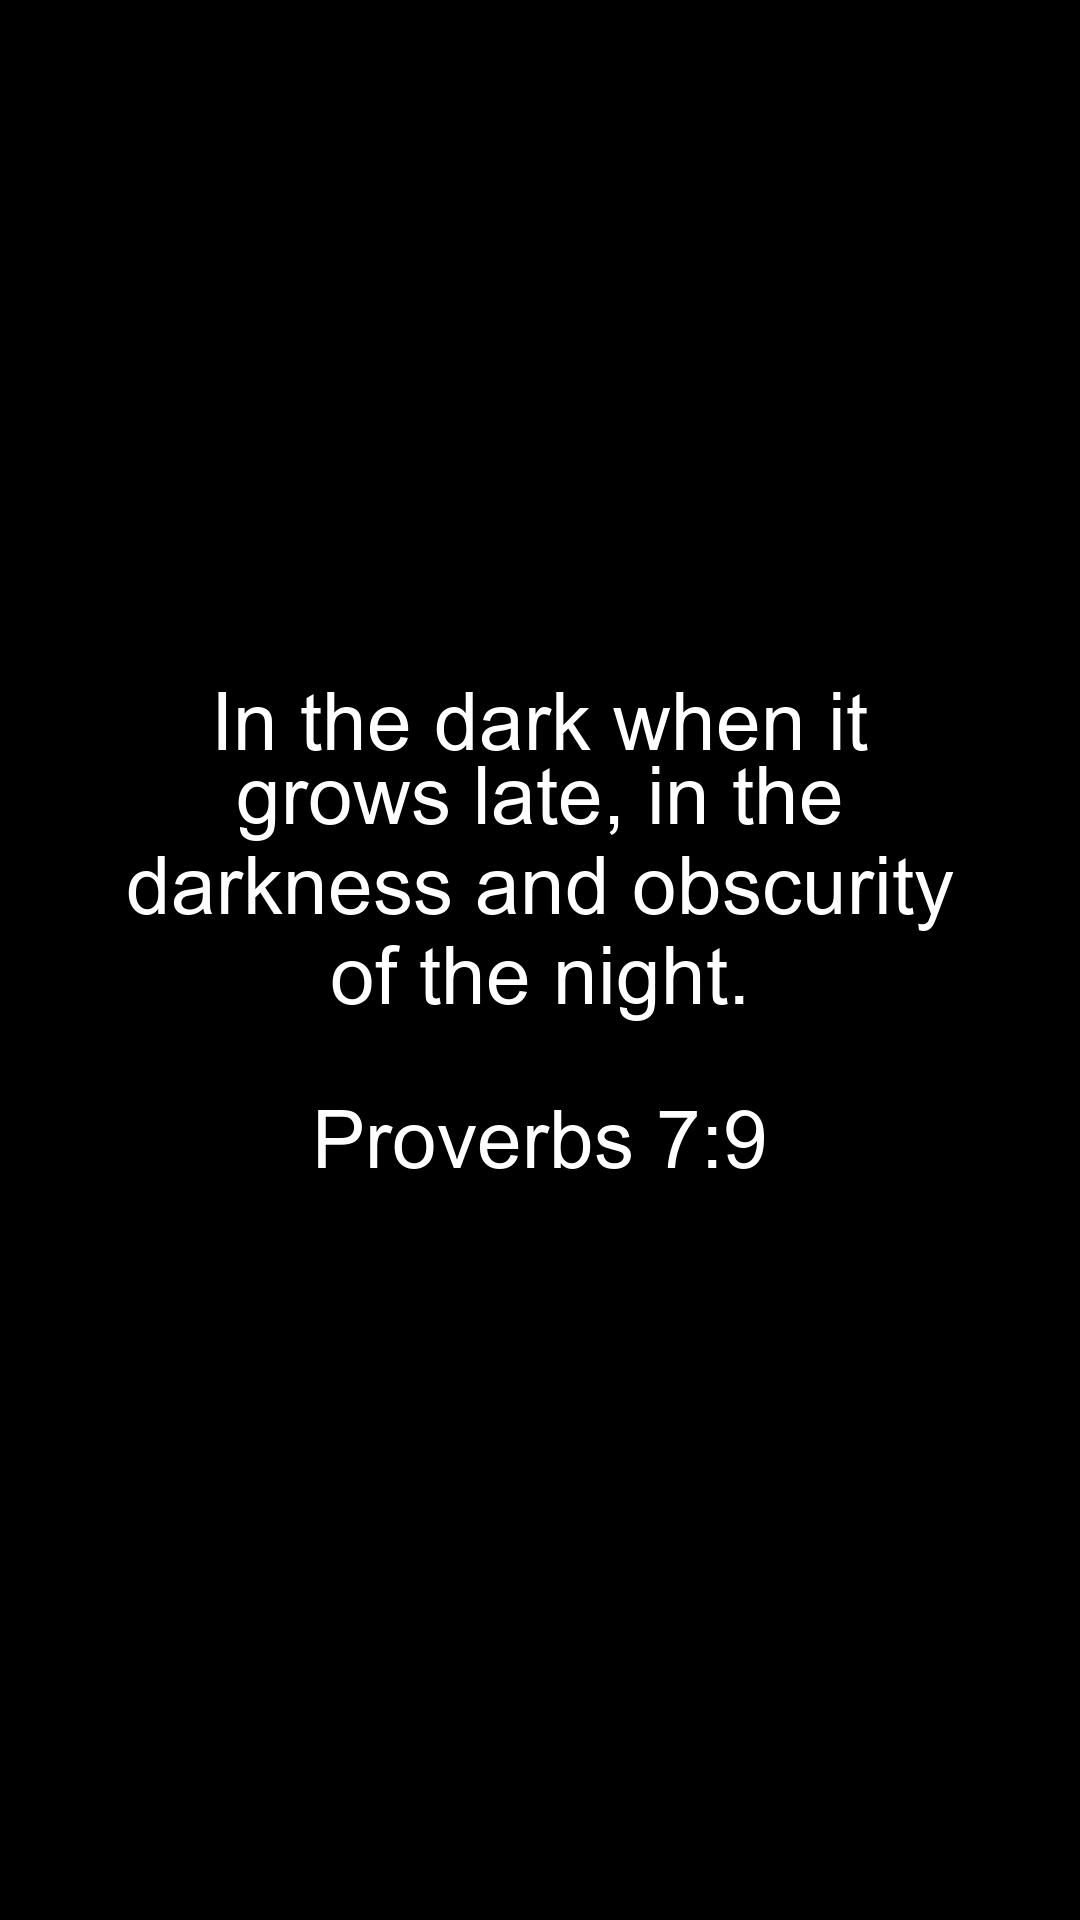 In the dark when it
grows late, in the
darkness and obscurity
of the night.
Proverbs 7:9